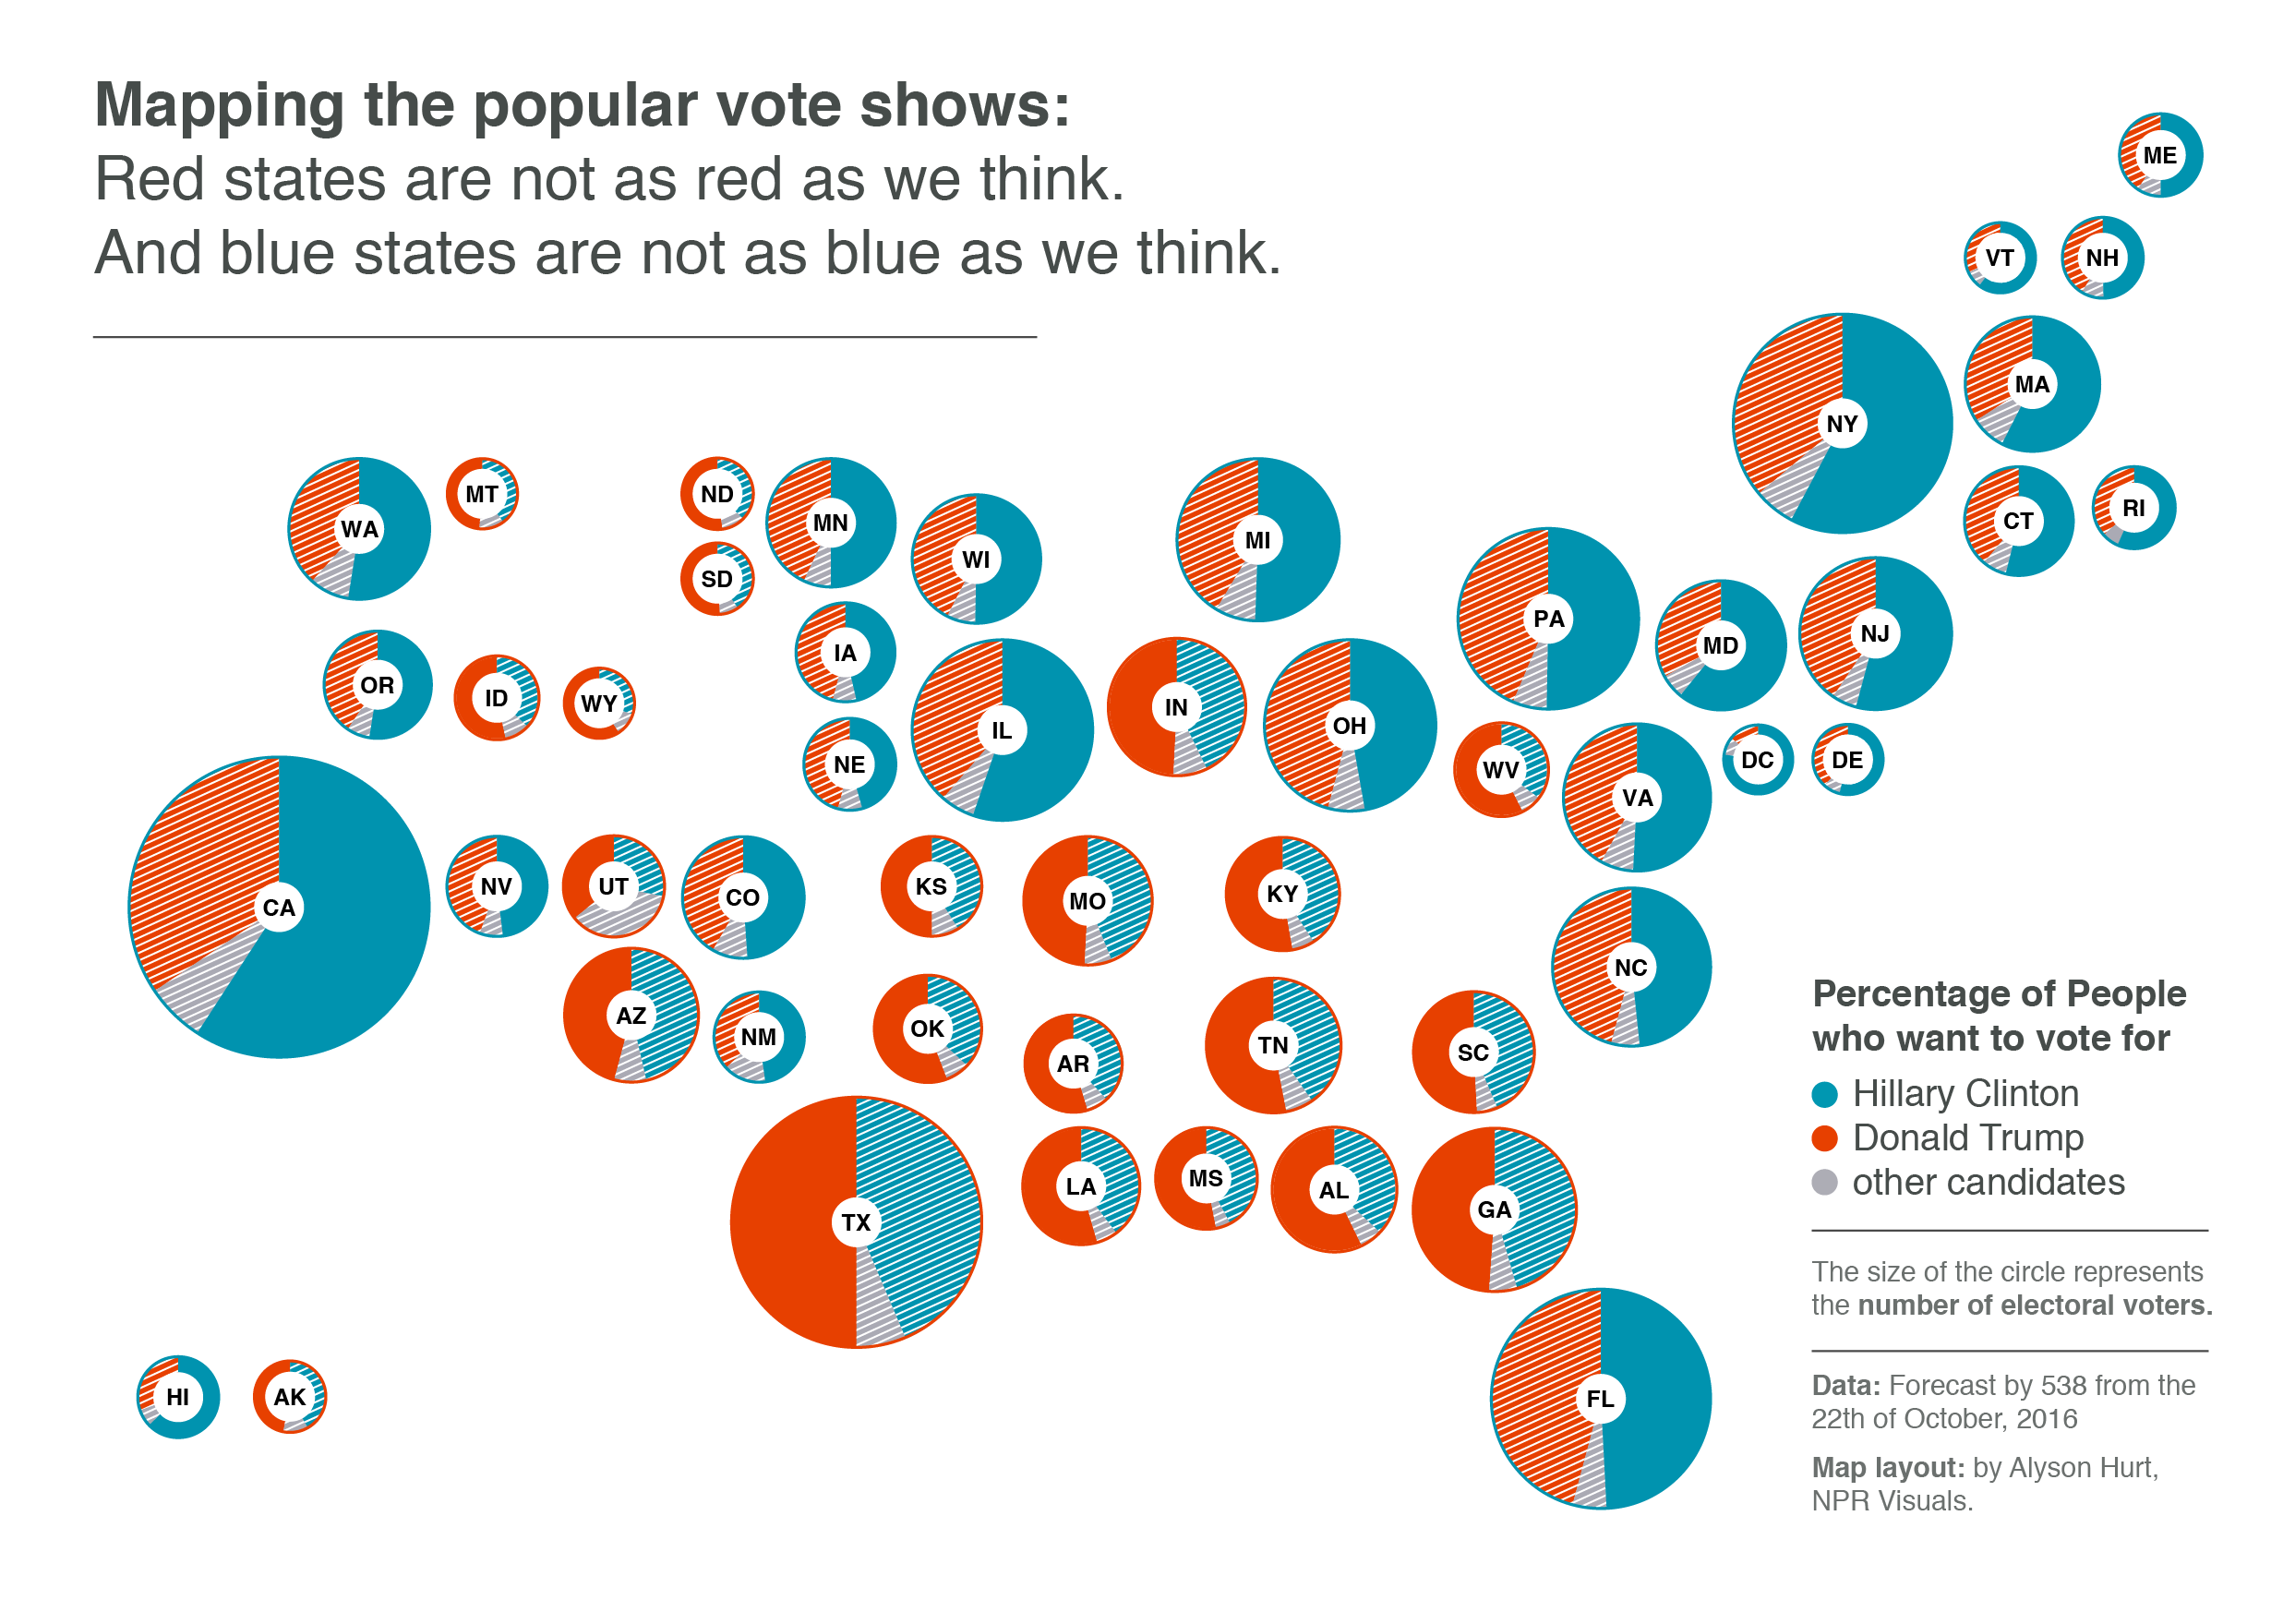 Mapping the popular vote shows:
Red states are not as red as we think.
And blue states are not as blue as we think.
ME
VT
NH
NY
MA
WA
MT
ND
MN
WI
MI
CT
RI
SD
PA
MD
NJ
IA
OR
ID
WY
IL
IN
OH
NE
WV
VA
DC
DE
CA
NV
UT
CO
KS
MO
KY
NC
AZ
NM
OK
AR
TN
SC
TX
LA
MS
AL
GA
HI
AK
FL
Percentage of People
who want to vote for
Hillary Clinton
Donald Trump
other candidates
The size of the circle represents
the number of electoral voters.
Data: Forecast by 538 from the
22th of October, 2016
Map layout: by Alyson Hurt,
NPR Visuals.